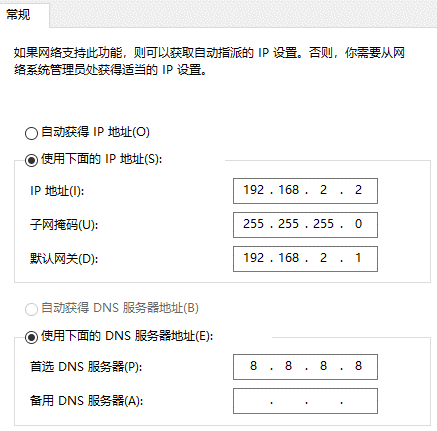 常规
如果网络支持此功能，则可以获取自动指派的 IP 设置。否则，你需要从网
络系统管理员处获得适当的 IP 设置。
自动获得 IP 地址(O)
使用下面的 IP 地址(S):
IP 地址(I): 192 . 168 . 2 . 2
子网掩码(U): 255 . 255 . 255 . 0
默认网关(D): 192 . 168 . 2 . 1
自动获得 DNS 服务器地址(B)
使用下面的 DNS 服务器地址(E):
首选 DNS 服务器(P): 8 . 8 . 8 . 8
备用 DNS 服务器(A): . . .